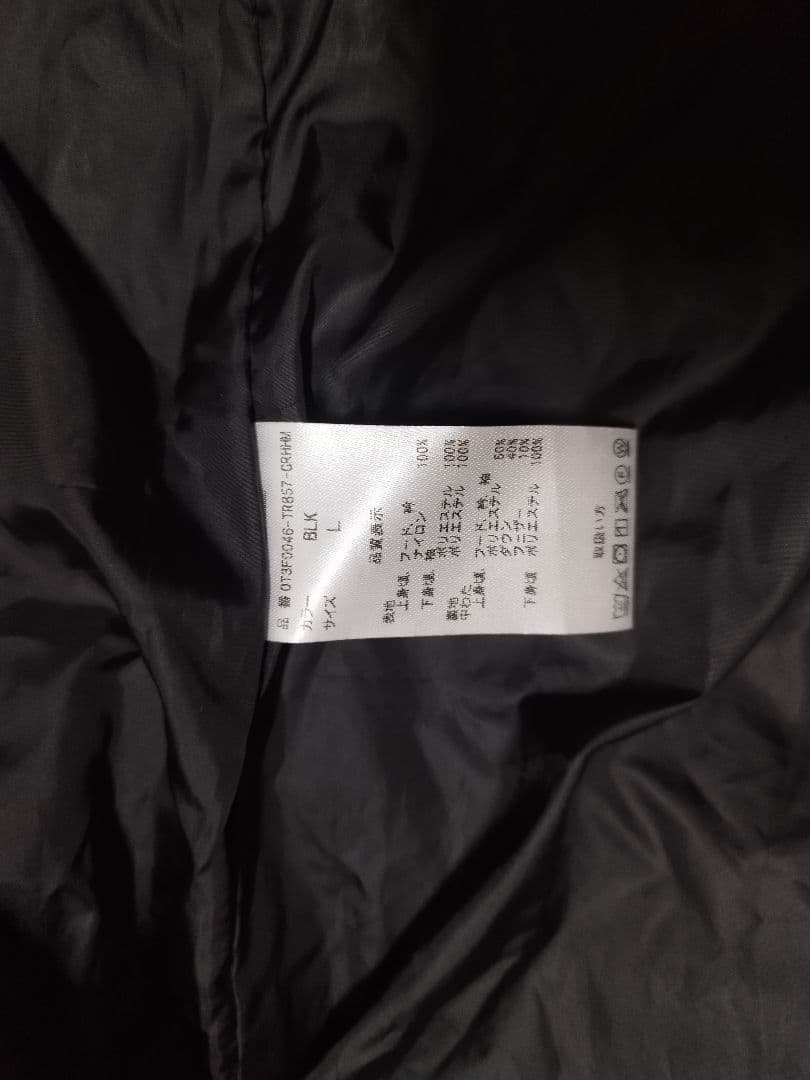 品 番 OT3F0046-TR857-GRHHM
カラー BLK
サイズ L
品質表示
表地
上身頃、フード、衿
ナイロン 100%
下身頃、袖
ポリエステル 100%
裏地 ポリエステル 100%
中わた
上身頃、フード、衿、袖
ポリエステル 50%
ダウン 40%
フェザー 10%
下身頃 ポリエステル 100%
取扱い方